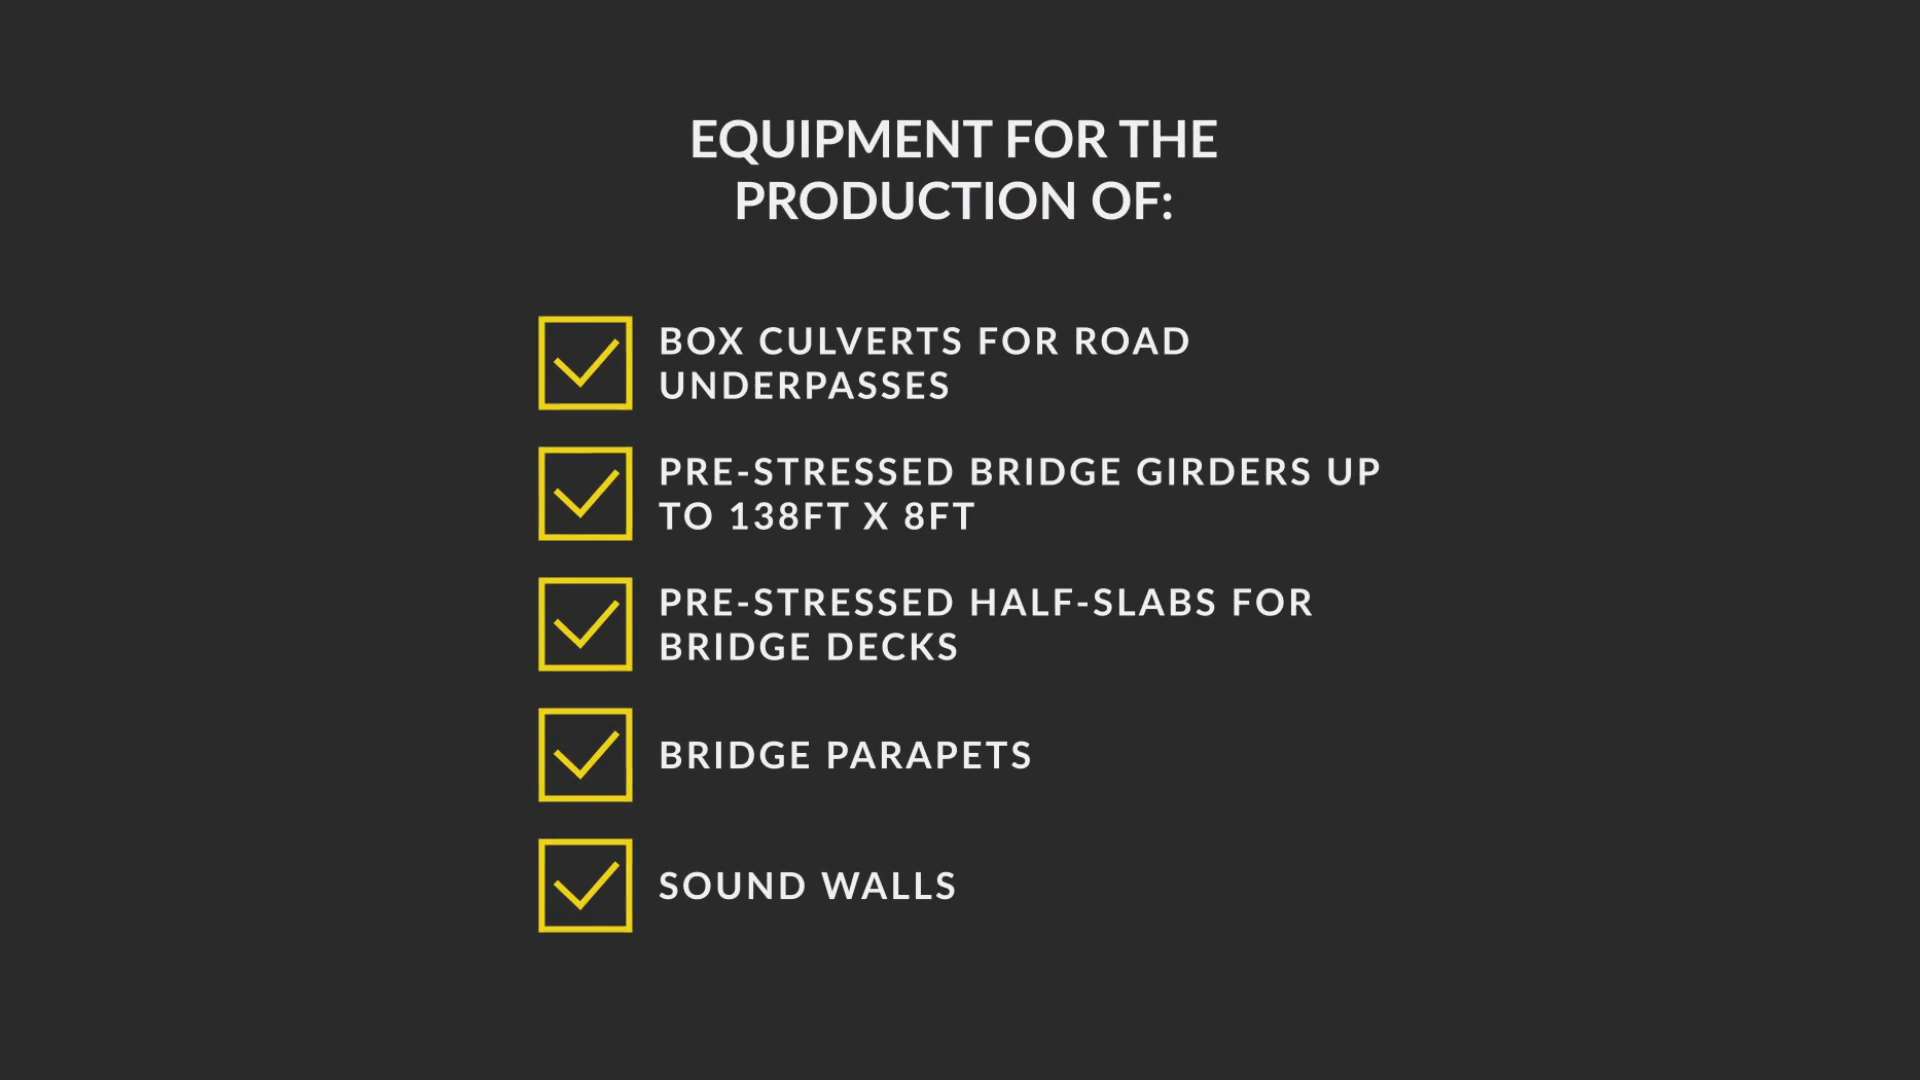 EQUIPMENT FOR THE
PRODUCTION OF:
BOX CULVERTS FOR ROAD
UNDERPASSES
PRE-STRESSED BRIDGE GIRDERS UP
TO 138FT X 8FT
PRE-STRESSED HALF-SLABS FOR
BRIDGE DECKS
BRIDGE PARAPETS
SOUND WALLS